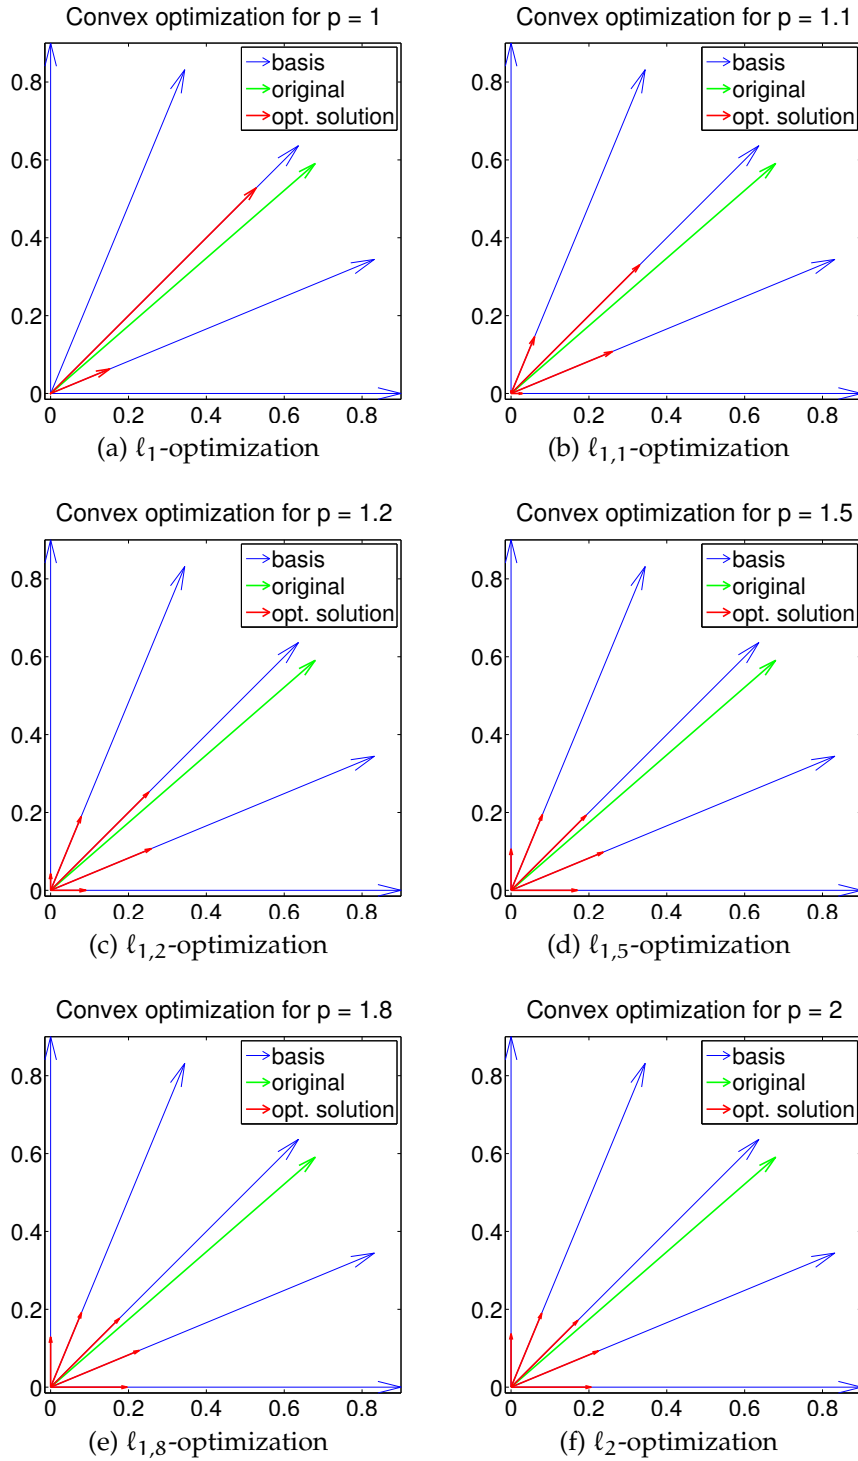 Convex optimization for p = 1
basis
original
opt. solution
0.8
0.6
0.4
0.2
0
0 0.2 0.4 0.6 0.8
(a) ℓ₁-optimization
Convex optimization for p = 1.1
basis
original
opt. solution
0.8
0.6
0.4
0.2
0
0 0.2 0.4 0.6 0.8
(b) ℓ₁,₁-optimization
Convex optimization for p = 1.2
basis
original
opt. solution
0.8
0.6
0.4
0.2
0
0 0.2 0.4 0.6 0.8
(c) ℓ₁,₂-optimization
Convex optimization for p = 1.5
basis
original
opt. solution
0.8
0.6
0.4
0.2
0
0 0.2 0.4 0.6 0.8
(d) ℓ₁,₅-optimization
Convex optimization for p = 1.8
basis
original
opt. solution
0.8
0.6
0.4
0.2
0
0 0.2 0.4 0.6 0.8
(e) ℓ₁,₈-optimization
Convex optimization for p = 2
basis
original
opt. solution
0.8
0.6
0.4
0.2
0
0 0.2 0.4 0.6 0.8
(f) ℓ₂-optimization